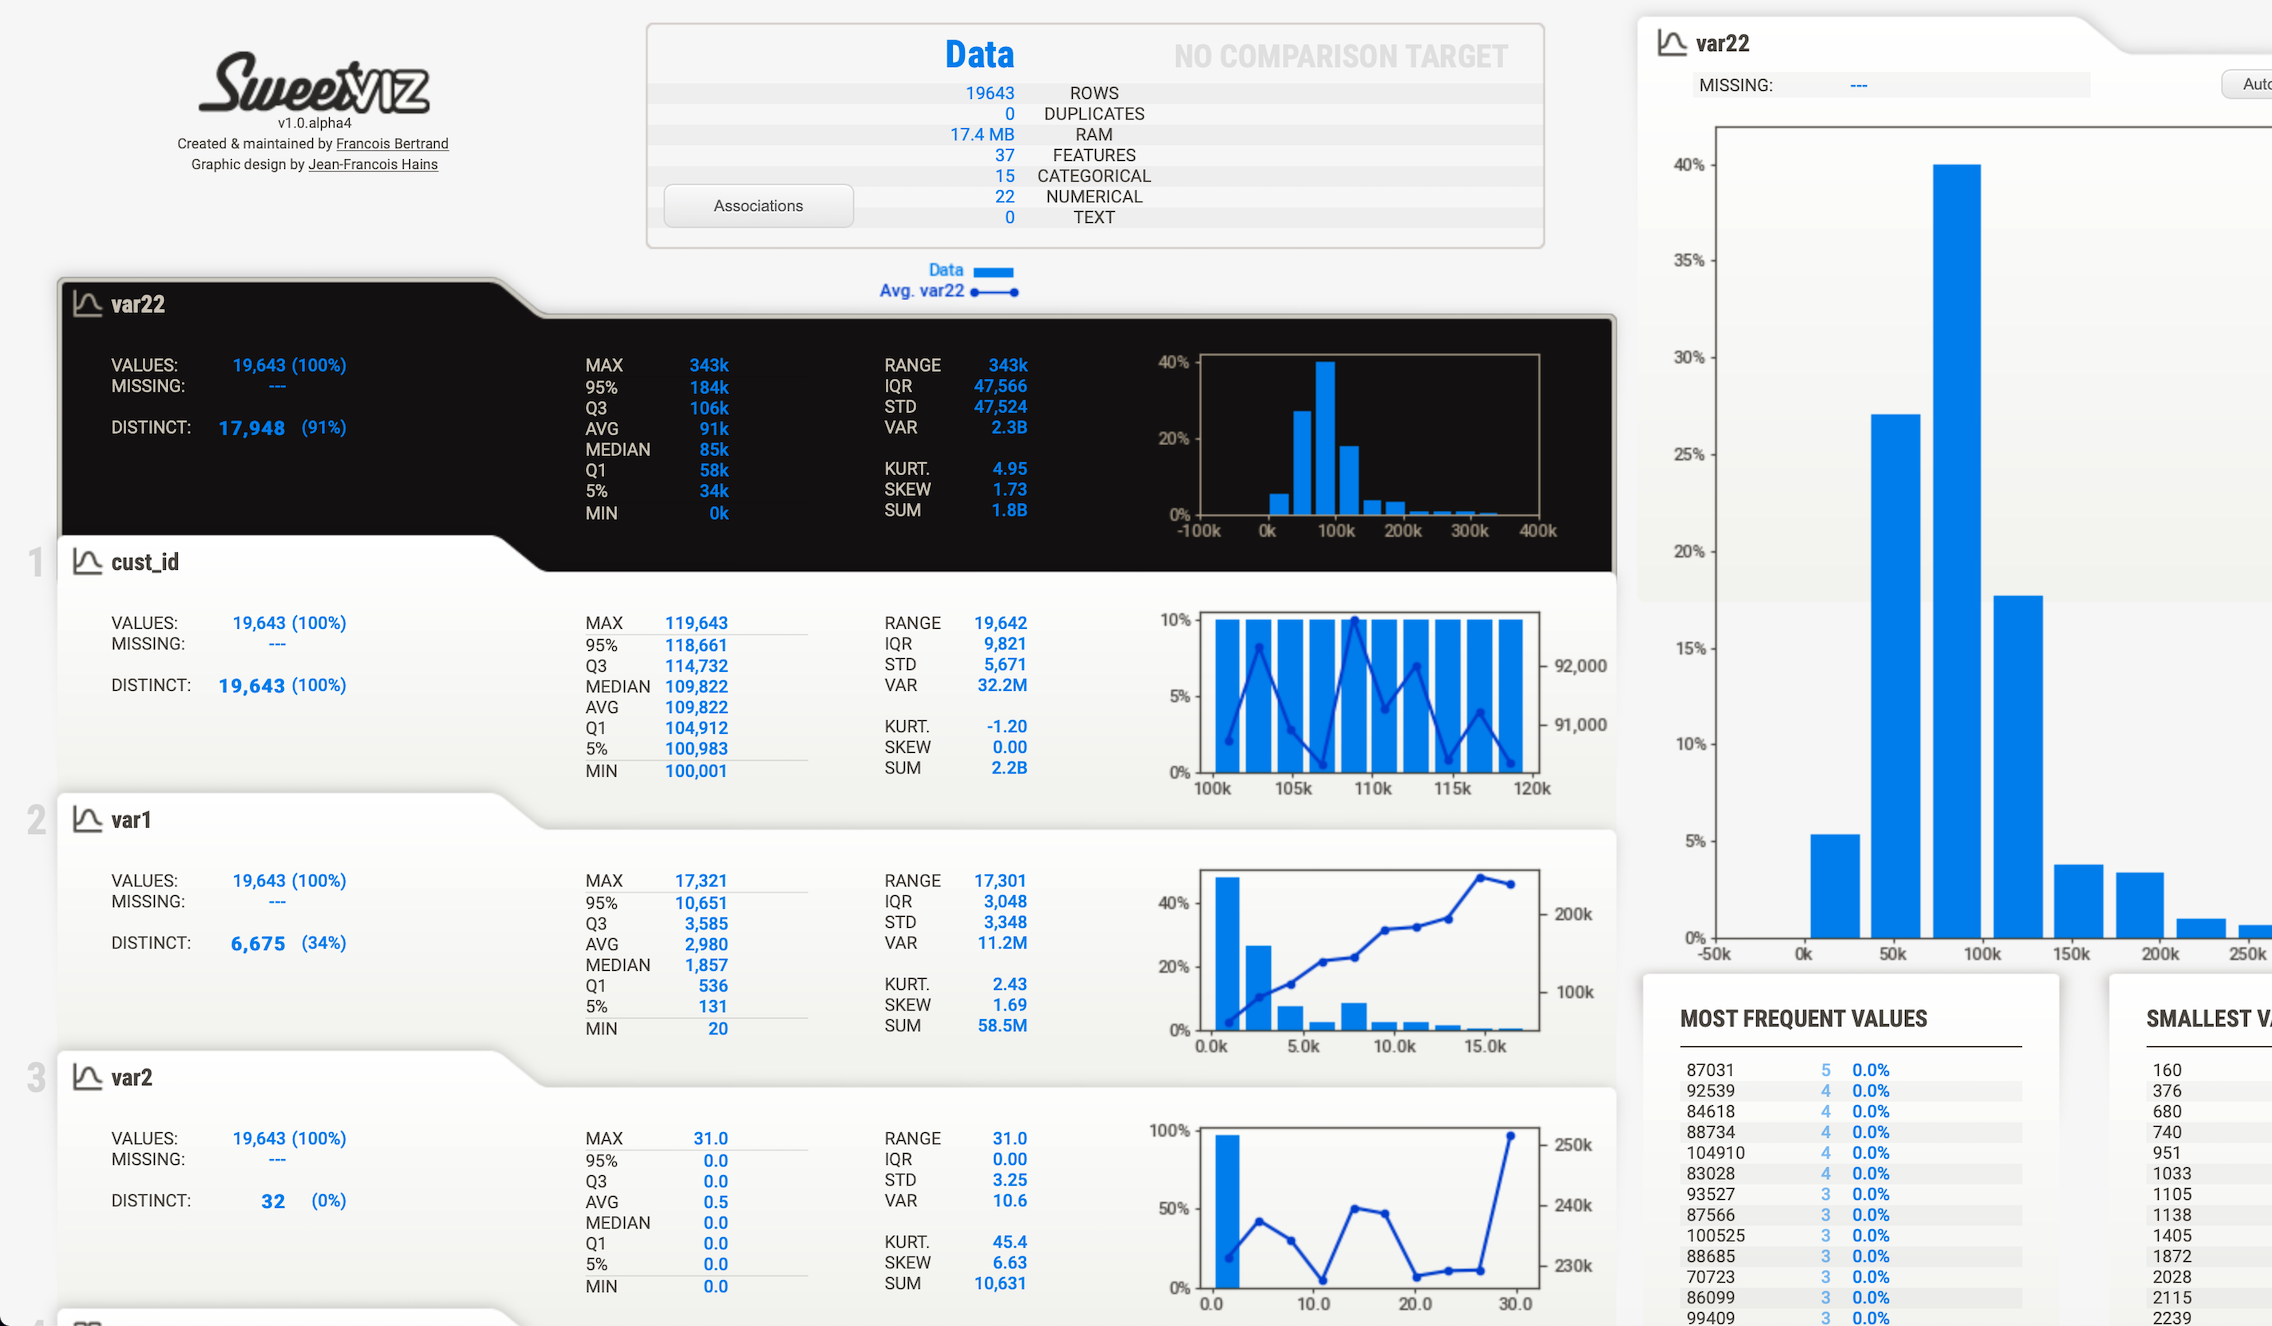 SweetVIZ
v1.0.alpha4
Created & maintained by Francois Bertrand
Graphic design by Jean-Francois Hains
Data NO COMPARISON TARGET
19643 ROWS
0 DUPLICATES
17.4 MB RAM
37 FEATURES
15 CATEGORICAL
22 NUMERICAL
0 TEXT
Associations
Data
Avg. var22
var22
VALUES: 19,643 (100%)
MISSING: ---
DISTINCT: 17,948 (91%)
MAX 343k
95% 184k
Q3 106k
AVG 91k
MEDIAN 85k
Q1 58k
5% 34k
MIN 0k
RANGE 343k
IQR 47,566
STD 47,524
VAR 2.3B
KURT. 4.95
SKEW 1.73
SUM 1.8B
40%
20%
0%
-100k 0k 100k 200k 300k 400k
1
cust_id
VALUES: 19,643 (100%)
MISSING: ---
DISTINCT: 19,643 (100%)
MAX 119,643
95% 118,661
Q3 114,732
MEDIAN 109,822
AVG 109,822
Q1 104,912
5% 100,983
MIN 100,001
RANGE 19,642
IQR 9,821
STD 5,671
VAR 32.2M
KURT. -1.20
SKEW 0.00
SUM 2.2B
10%
5%
0%
92,000
91,000
100k 105k 110k 115k 120k
2
var1
VALUES: 19,643 (100%)
MISSING: ---
DISTINCT: 6,675 (34%)
MAX 17,321
95% 10,651
Q3 3,585
AVG 2,980
MEDIAN 1,857
Q1 536
5% 131
MIN 20
RANGE 17,301
IQR 3,048
STD 3,348
VAR 11.2M
KURT. 2.43
SKEW 1.69
SUM 58.5M
40%
20%
0%
200k
100k
0.0k 5.0k 10.0k 15.0k
3
var2
VALUES: 19,643 (100%)
MISSING: ---
DISTINCT: 32 (0%)
MAX 31.0
95% 0.0
Q3 0.0
AVG 0.5
MEDIAN 0.0
Q1 0.0
5% 0.0
MIN 0.0
RANGE 31.0
IQR 0.00
STD 3.25
VAR 10.6
KURT. 45.4
SKEW 6.63
SUM 10,631
100%
50%
0%
250k
240k
230k
0.0 10.0 20.0 30.0
var22
MISSING: ---
Auto
40%
35%
30%
25%
20%
15%
10%
5%
0%
-50k 0k 50k 100k 150k 200k 250k
MOST FREQUENT VALUES
87031 5 0.0%
92539 4 0.0%
84618 4 0.0%
88734 4 0.0%
104910 4 0.0%
83028 4 0.0%
93527 3 0.0%
87566 3 0.0%
100525 3 0.0%
88685 3 0.0%
70723 3 0.0%
86099 3 0.0%
99409 3 0.0%
SMALLEST
160
376
680
740
951
1033
1105
1138
1405
1872
2028
2115
2239